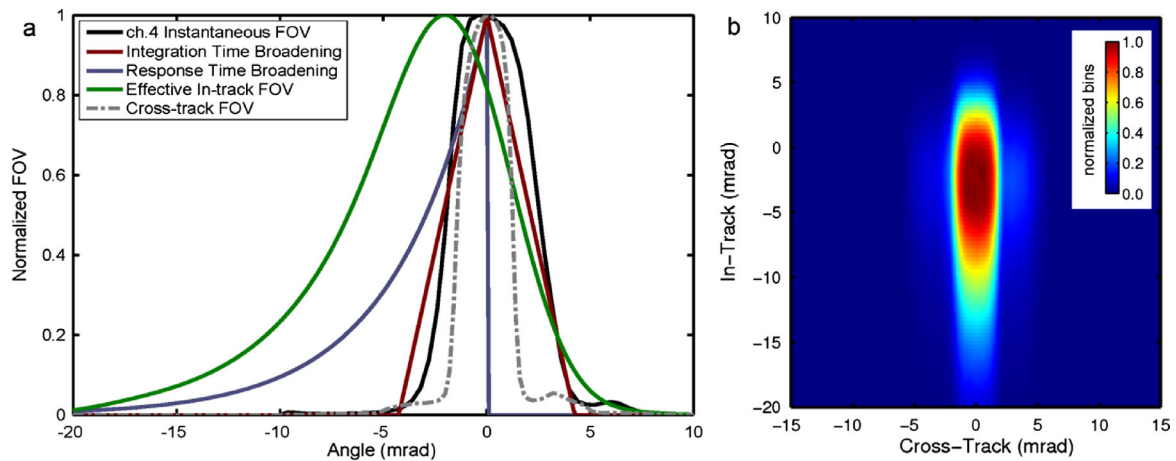 a
ch.4 Instantaneous FOV
Integration Time Broadening
Response Time Broadening
Effective In-track FOV
Cross-track FOV
Normalized FOV
1
0.8
0.6
0.4
0.2
0
-20
-15
-10
-5
0
5
10
Angle (mrad)
b
In-Track (mrad)
10
5
0
-5
-10
-15
-20
-15
-10
-5
0
5
10
15
Cross-Track (mrad)
normalized bins
1.0
0.8
0.6
0.4
0.2
0.0